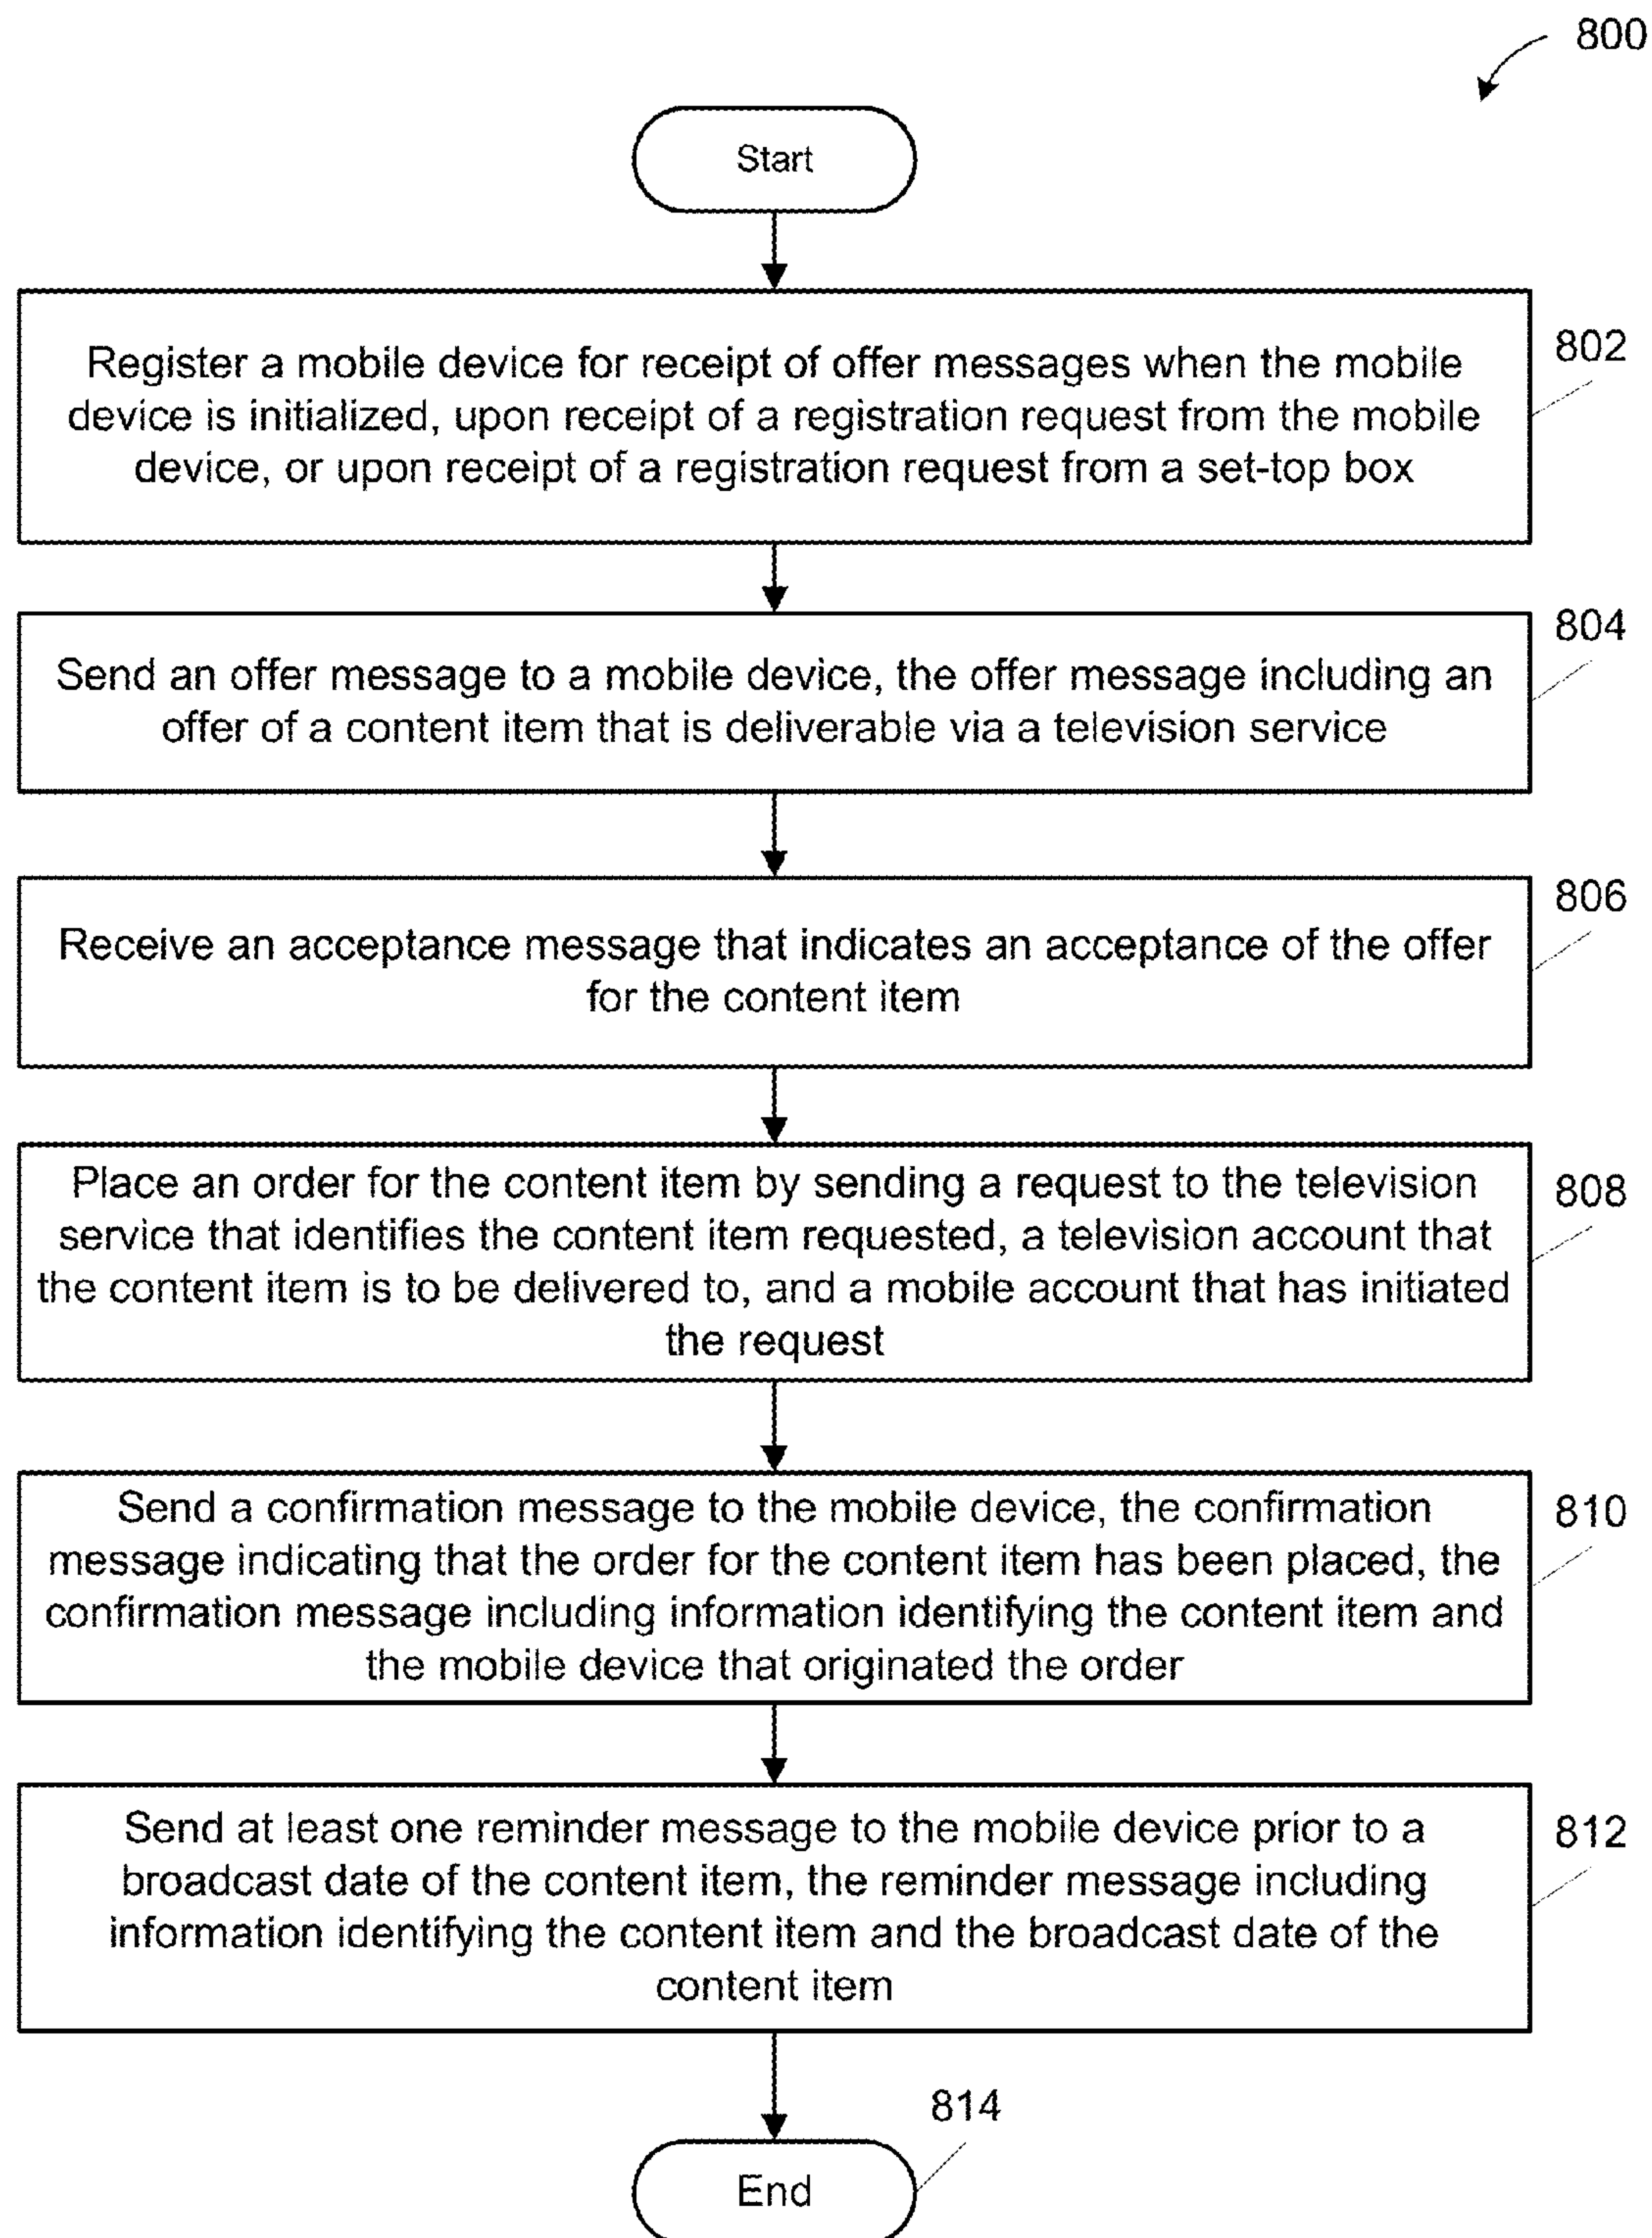 800
Start
Register a mobile device for receipt of offer messages when the mobile
device is initialized, upon receipt of a registration request from the mobile
device, or upon receipt of a registration request from a set-top box
802
Send an offer message to a mobile device, the offer message including an
offer of a content item that is deliverable via a television service
804
Receive an acceptance message that indicates an acceptance of the offer
for the content item
806
Place an order for the content item by sending a request to the television
service that identifies the content item requested, a television account that
the content item is to be delivered to, and a mobile account that has initiated
the request
808
Send a confirmation message to the mobile device, the confirmation
message indicating that the order for the content item has been placed, the
confirmation message including information identifying the content item and
the mobile device that originated the order
810
Send at least one reminder message to the mobile device prior to a
broadcast date of the content item, the reminder message including
information identifying the content item and the broadcast date of the
content item
812
814
End